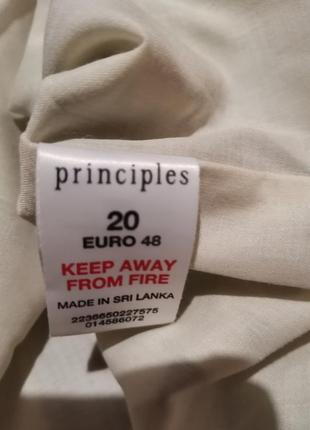 principles
20
EURO 48
KEEP AWAY
FROM FIRE
MADE IN SRI LANKA
2236650227575
014586072